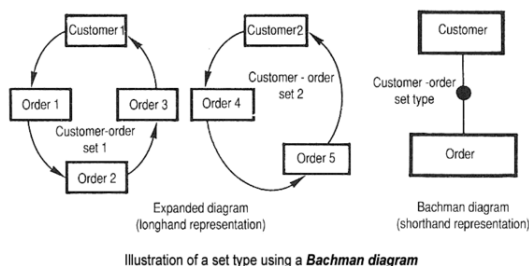 Customer1
Order 1
Order 3
Customer-order
set 1
Order 2
Customer2
Customer - order
set 2
Order 4
Order 5
Expanded diagram
(longhand representation)
Customer
Customer -order
set type
Order
Bachman diagram
(shorthand representation)
Illustration of a set type using a Bachman diagram